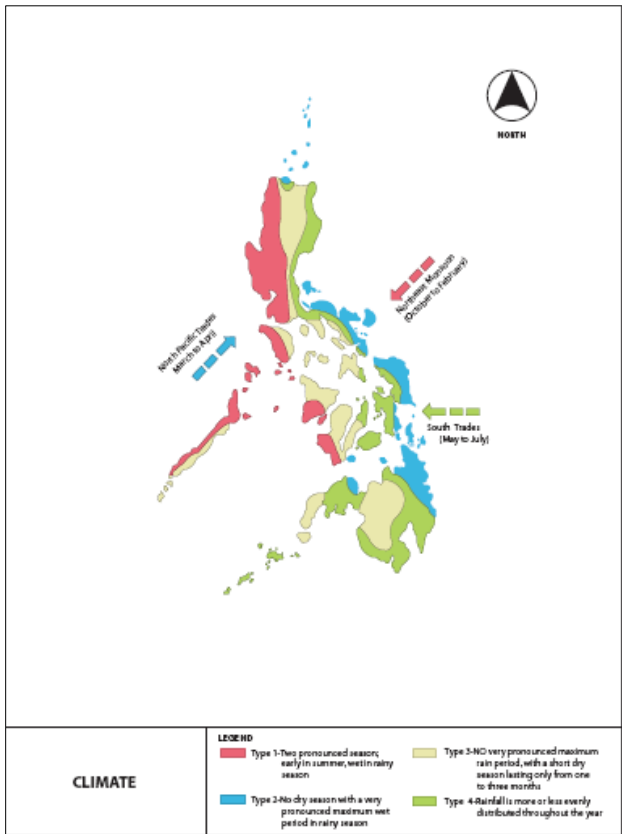 NORTH
Northeast Monsoon
(October to February)
North Pacific Trades
March to April
South Trades
(May to July)
CLIMATE
LEGEND
Type 1-Two pronounced season;
early in summer, wet in rainy
season
Type 2-No dry season with a very
pronounced maximum wet
period in rainy season
Type 3-NO very pronounced maximum
rain period, with a short dry
season lasting only from one
to three months
Type 4-Rainfall is more or less evenly
distributed throughout the year